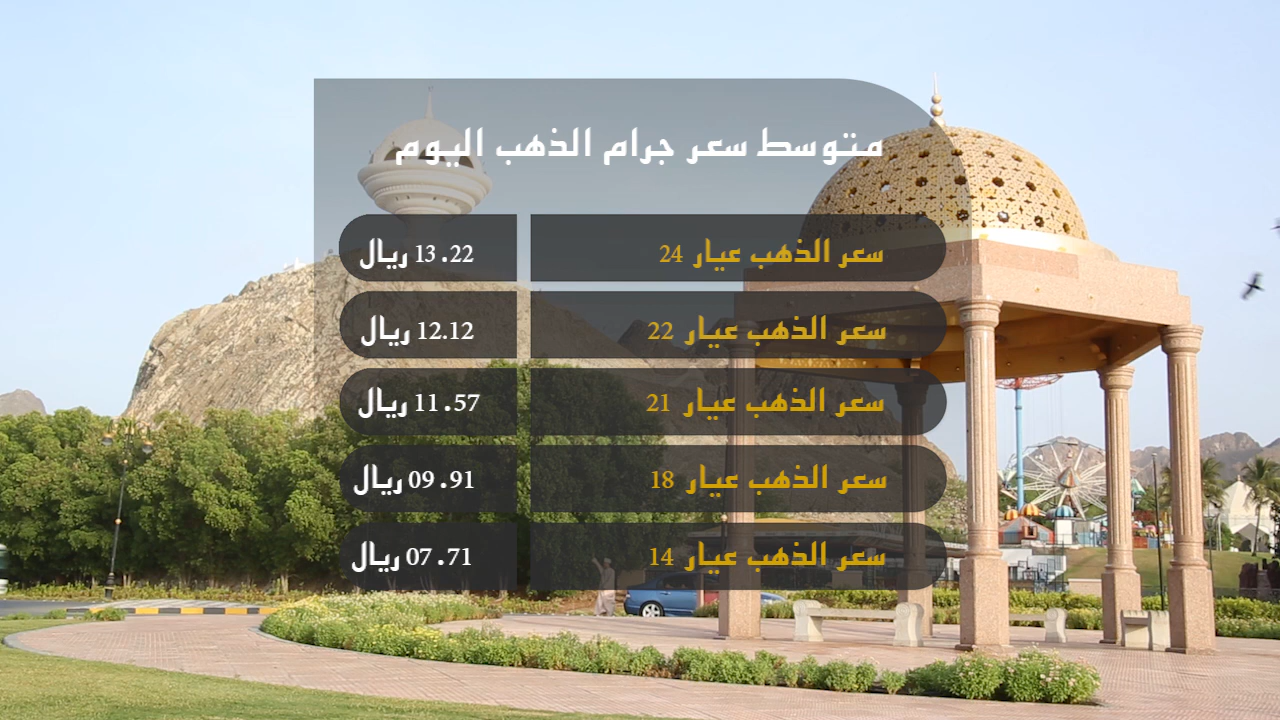 متوسط سعر جرام الذهب اليوم
سعر الذهب عيار 24 13.22 ريال
سعر الذهب عيار 22 12.12 ريال
سعر الذهب عيار 21 11.57 ريال
سعر الذهب عيار 18 09.91 ريال
سعر الذهب عيار 14 07.71 ريال